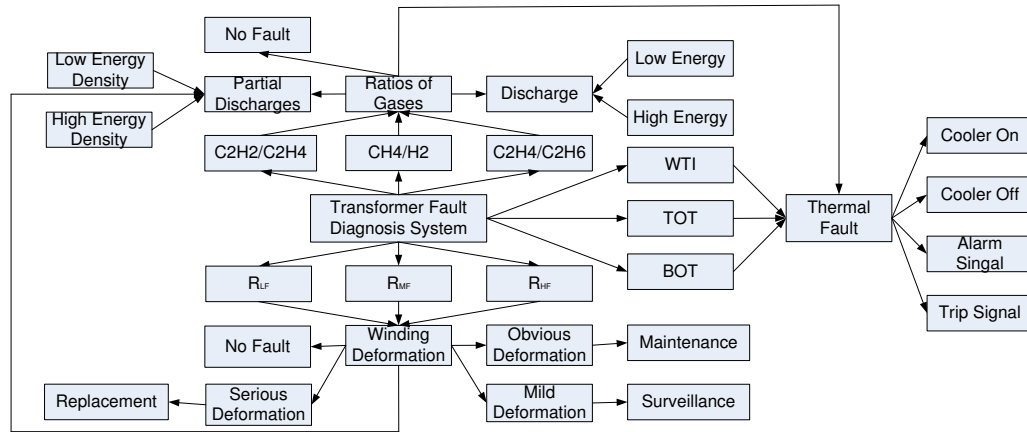 No Fault
Low Energy
Density
Partial
Discharges
Ratios of
Gases
Discharge
Low Energy
High Energy
Density
High Energy
C2H2/C2H4
CH4/H2
C2H4/C2H6
Cooler On
WTI
Transformer Fault
Diagnosis System
TOT
Thermal
Fault
Cooler Off
BOT
Alarm
Singal
RLF
RMF
RHF
Trip Signal
No Fault
Winding
Deformation
Obvious
Deformation
Maintenance
Replacement
Serious
Deformation
Mild
Deformation
Surveillance